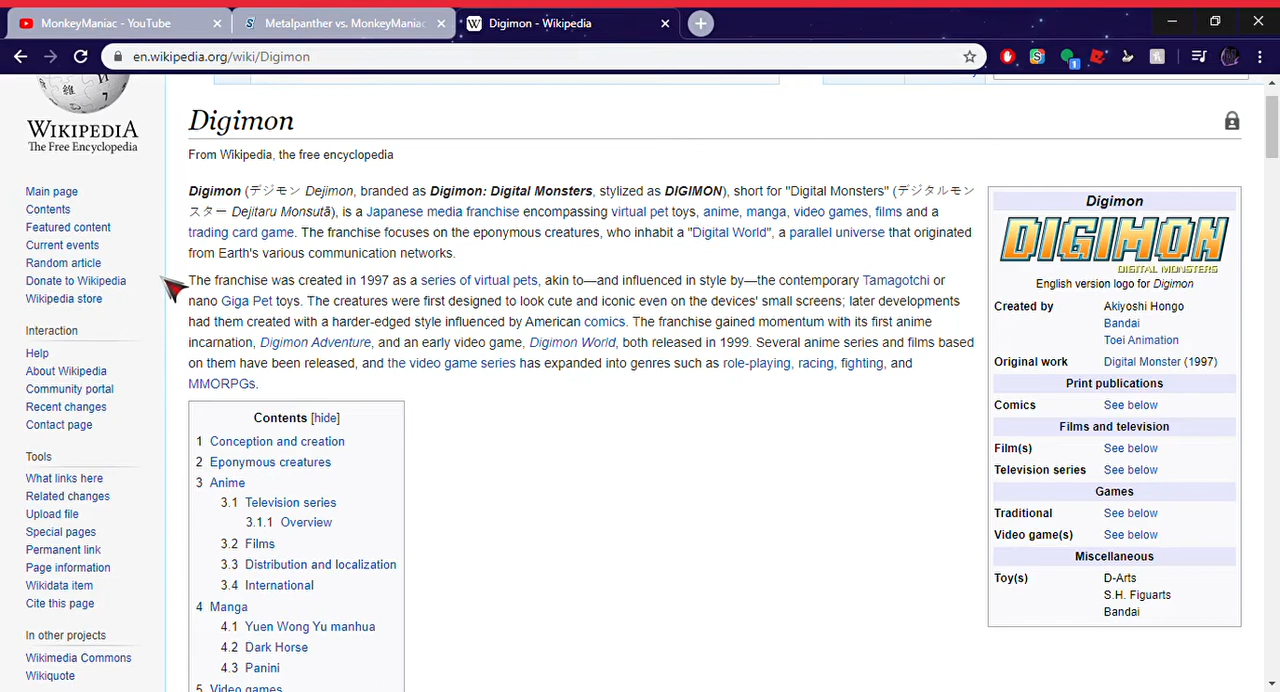 MonkeyManiac - YouTube
Metalpanther vs. MonkeyManiac
W Digimon - Wikipedia
en.wikipedia.org/wiki/Digimon
1
WIKIPEDIA
The Free Encyclopedia
Main page
Contents
Featured content
Current events
Random article
Donate to Wikipedia
Wikipedia store
Interaction
Help
About Wikipedia
Community portal
Recent changes
Contact page
Tools
What links here
Related changes
Upload file
Special pages
Permanent link
Page information
Wikidata item
Cite this page
In other projects
Wikimedia Commons
Wikiquote
Digimon
From Wikipedia, the free encyclopedia
Digimon (デジモン Dejimon, branded as Digimon: Digital Monsters, stylized as DIGIMON), short for "Digital Monsters" (デジタルモン
スター Dejitaru Monsutā), is a Japanese media franchise encompassing virtual pet toys, anime, manga, video games, films and a
trading card game. The franchise focuses on the eponymous creatures, who inhabit a "Digital World", a parallel universe that originated
from Earth's various communication networks.
The franchise was created in 1997 as a series of virtual pets, akin to—and influenced in style by—the contemporary Tamagotchi or
nano Giga Pet toys. The creatures were first designed to look cute and iconic even on the devices' small screens; later developments
had them created with a harder-edged style influenced by American comics. The franchise gained momentum with its first anime
incarnation, Digimon Adventure, and an early video game, Digimon World, both released in 1999. Several anime series and films based
on them have been released, and the video game series has expanded into genres such as role-playing, racing, fighting, and
MMORPGs.
Contents [hide]
1 Conception and creation
2 Eponymous creatures
3 Anime
3.1 Television series
3.1.1 Overview
3.2 Films
3.3 Distribution and localization
3.4 International
4 Manga
4.1 Yuen Wong Yu manhua
4.2 Dark Horse
4.3 Panini
5 Video games
Digimon
DIGIMON
DIGITAL MONSTERS
English version logo for Digimon
Created by Akiyoshi Hongo
Bandai
Toei Animation
Original work Digital Monster (1997)
Print publications
Comics See below
Films and television
Film(s) See below
Television series See below
Games
Traditional See below
Video game(s) See below
Miscellaneous
Toy(s) D-Arts
S.H. Figuarts
Bandai